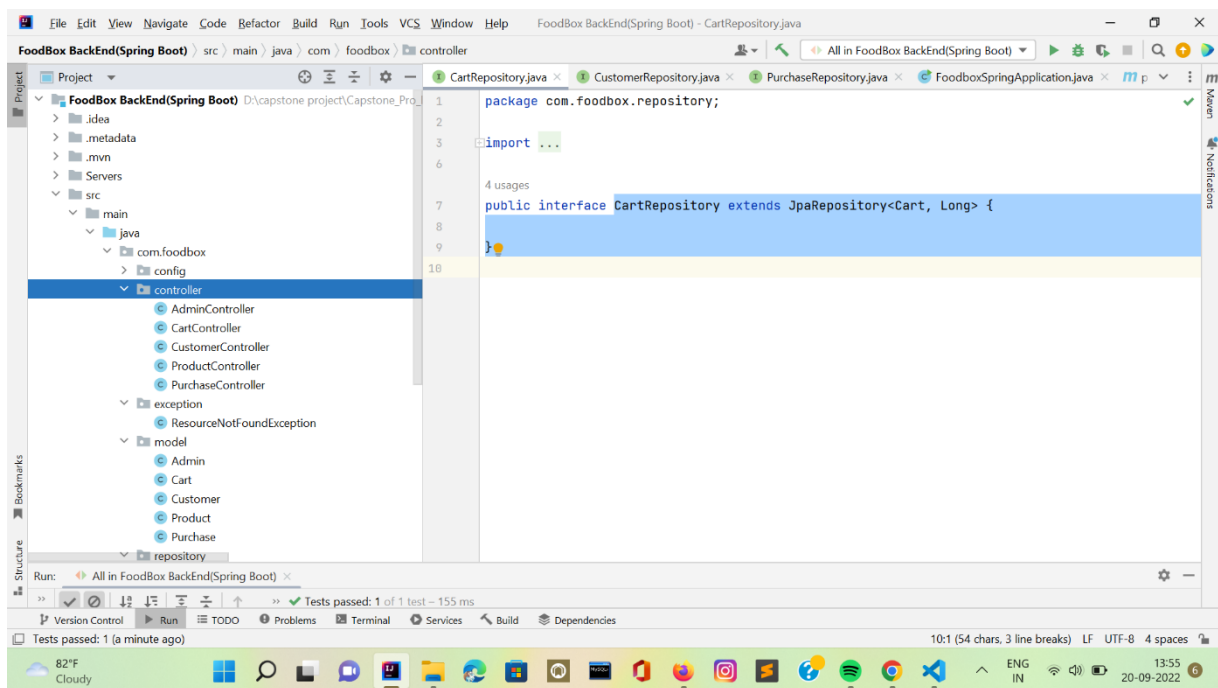 File Edit View Navigate Code Refactor Build Run Tools VCS Window Help FoodBox BackEnd(Spring Boot) - CartRepository.java
FoodBox BackEnd(Spring Boot) src main java com foodbox controller All in FoodBox BackEnd(Spring Boot)
Project CartRepository.java CustomerRepository.java PurchaseRepository.java FoodboxSpringApplication.java m p
Project
m Maven
Notifications
FoodBox BackEnd(Spring Boot) D:\capstone project\Capstone_Pro
.idea
.metadata
.mvn
Servers
src
main
java
com.foodbox
config
controller
AdminController
CartController
CustomerController
ProductController
PurchaseController
exception
ResourceNotFoundException
model
Admin
Cart
Customer
Product
Purchase
repository
1 package com.foodbox.repository;
2
3 import ...
6
4 usages
7 public interface CartRepository extends JpaRepository<Cart, Long> {
8
9 }
10
Bookmarks
Structure
Run: All in FoodBox BackEnd(Spring Boot)
» » Tests passed: 1 of 1 test – 155 ms
Version Control Run TODO Problems Terminal Services Build Dependencies
Tests passed: 1 (a minute ago) 10:1 (54 chars, 3 line breaks) LF UTF-8 4 spaces
82°F
Cloudy
ENG
IN
13:55
20-09-2022
6